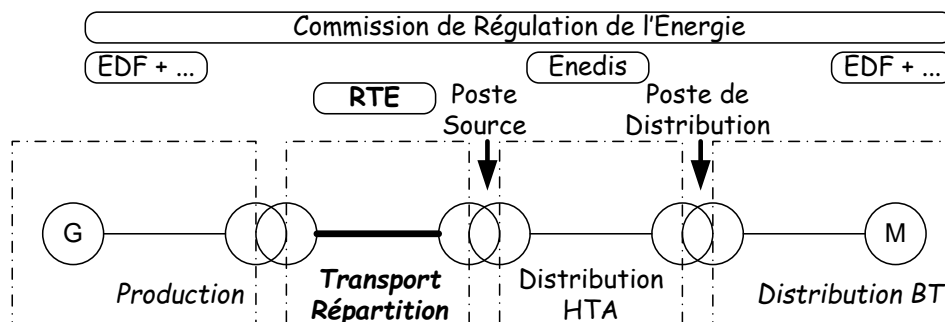 Commission de Régulation de l'Energie
EDF + ...
Enedis
EDF + ...
RTE
Poste
Source
Poste de
Distribution
G
M
Production
Transport
Répartition
Distribution
HTA
Distribution BT